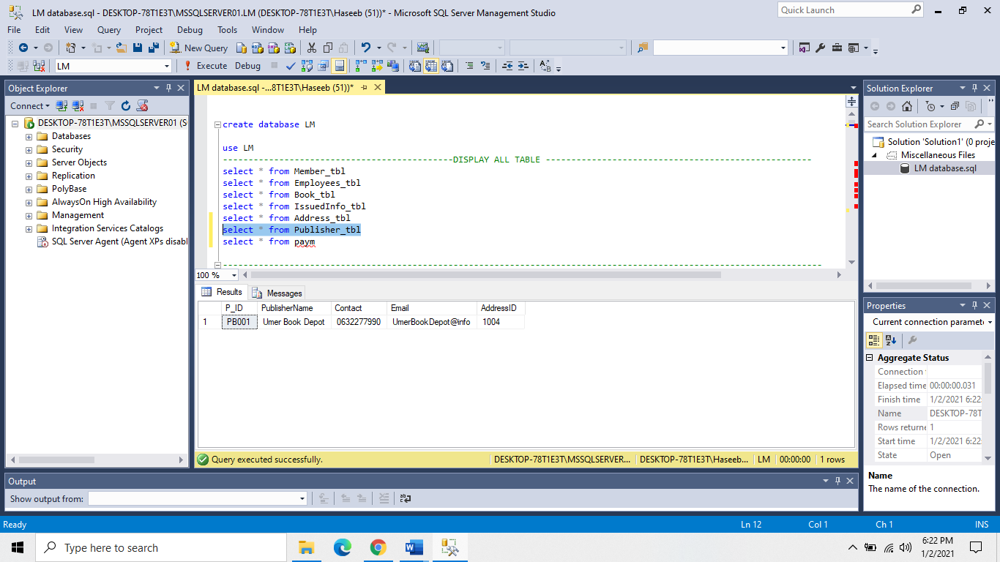 LM database.sql - DESKTOP-78T1E3T\MSSQLSERVER01.LM (DESKTOP-78T1E3T\Haseeb (51))* - Microsoft SQL Server Management Studio
Quick Launch
File Edit View Query Project Debug Tools Window Help
New Query
LM Execute Debug
Object Explorer
Connect
DESKTOP-78T1E3T\MSSQLSERVER01 (S
Databases
Security
Server Objects
Replication
PolyBase
AlwaysOn High Availability
Management
Integration Services Catalogs
SQL Server Agent (Agent XPs disabl
LM database.sql -...8T1E3T\Haseeb (51))*
create database LM
use LM
---------------------------------------------DISPLAY ALL TABLE ----------------------------------------------------
select * from Member_tbl
select * from Employees_tbl
select * from Book_tbl
select * from IssuedInfo_tbl
select * from Address_tbl
select * from Publisher_tbl
select * from paym
---------------------------------------------------------------------------------------------------------------------
100 %
Results Messages
P_ID PublisherName Contact Email AddressID
1 PB001 Umer Book Depot 0632277990 UmerBookDepot@info 1004
Query executed successfully. DESKTOP-78T1E3T\MSSQLSERVER... DESKTOP-78T1E3T\Haseeb... LM 00:00:00 1 rows
Solution Explorer
Search Solution Explorer
Solution 'Solution1' (0 proje
Miscellaneous Files
LM database.sql
Properties
Current connection paramete
Aggregate Status
Connection
Elapsed time 00:00:00.031
Finish time 1/2/2021 6:22:
Name DESKTOP-78T
Rows returne 1
Start time 1/2/2021 6:22:
State Open
Name
The name of the connection.
Output
Show output from:
Ready Ln 12 Col 1 Ch 1 INS
Type here to search
6:22 PM
1/2/2021